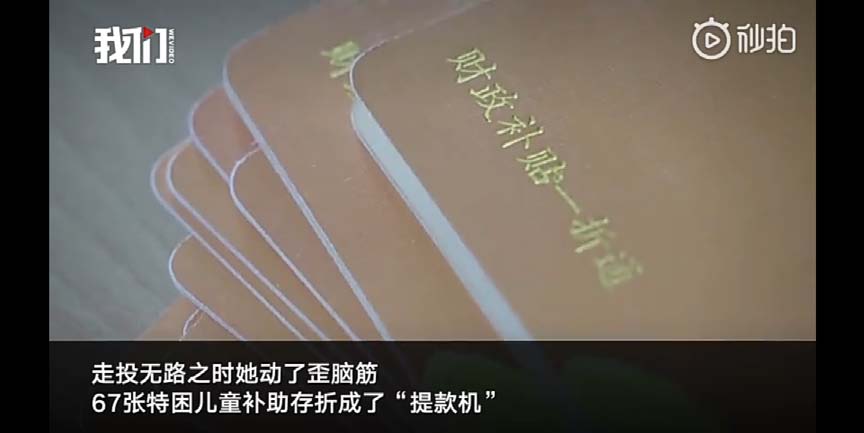 我们
WEVIDEO
秒拍
财政补贴一折通
财
走投无路之时她动了歪脑筋
67张特困儿童补助存折成了“提款机”